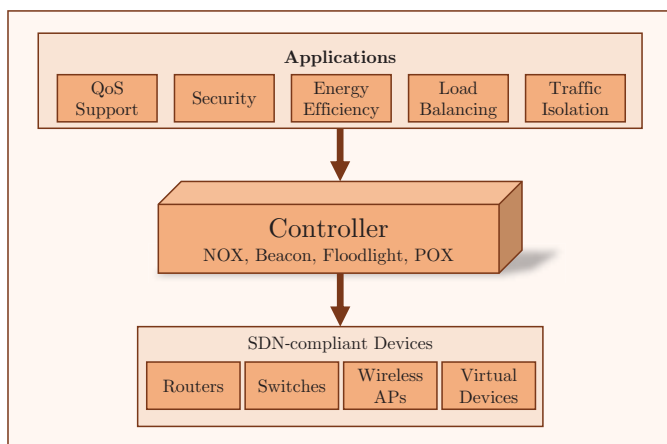 Applications
QoS
Support
Security
Energy
Efficiency
Load
Balancing
Traffic
Isolation
Controller
NOX, Beacon, Floodlight, POX
SDN-compliant Devices
Routers
Switches
Wireless
APs
Virtual
Devices